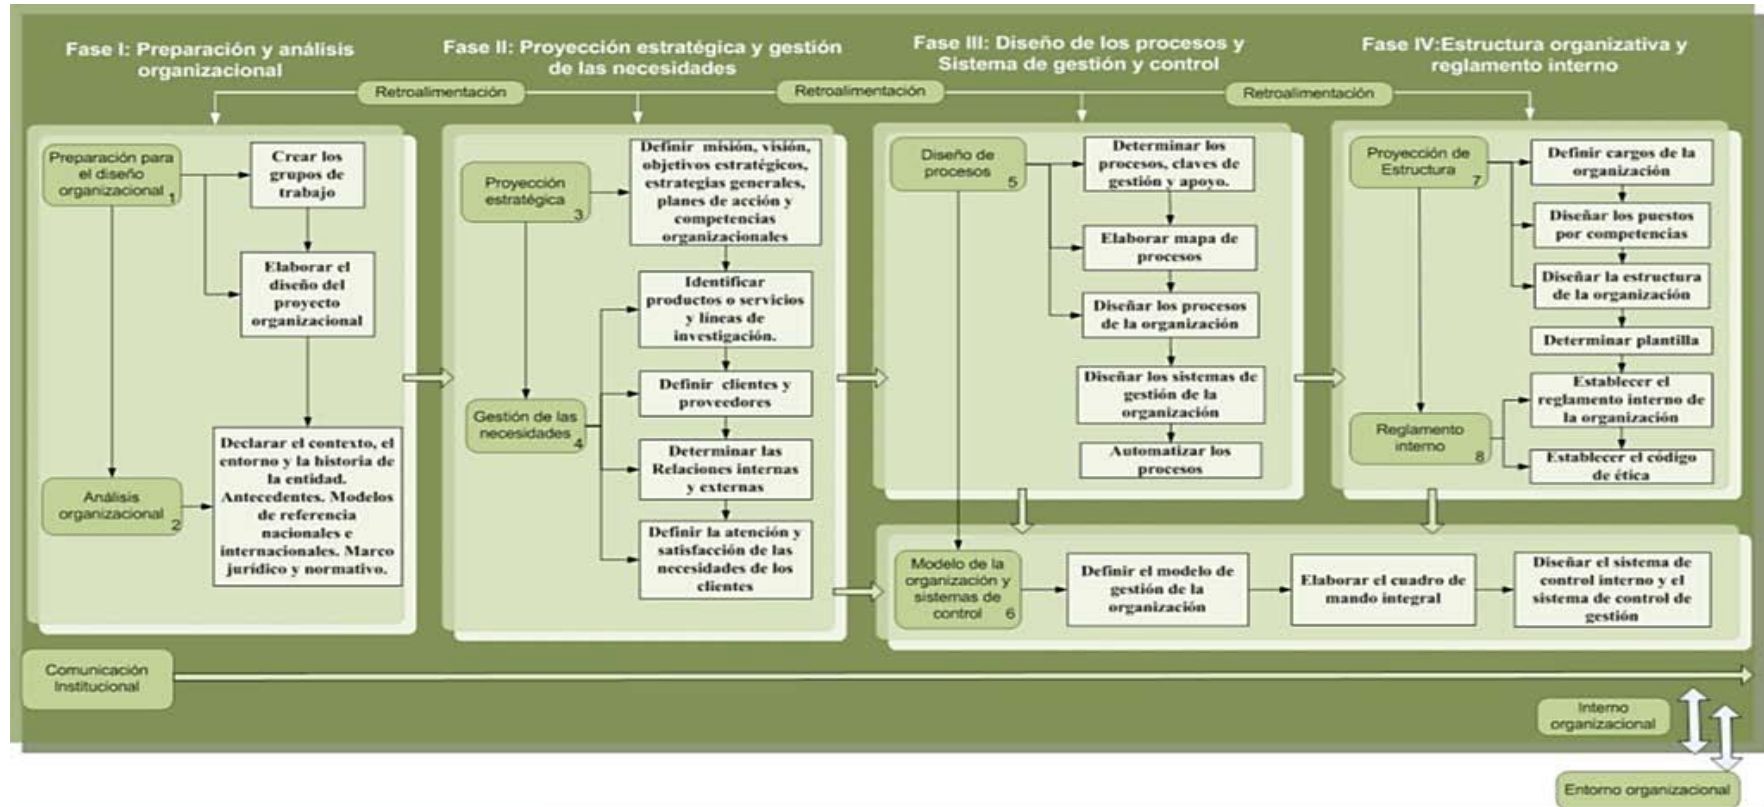 Fase I: Preparación y análisis
organizacional
Fase II: Proyección estratégica y gestión
de las necesidades
Fase III: Diseño de los procesos y
Sistema de gestión y control
Fase IV:Estructura organizativa y
reglamento interno
Retroalimentación
Retroalimentación
Retroalimentación
Preparación para
el diseño
organizacional
1
Crear los
grupos de
trabajo
Elaborar el
diseño del
proyecto
organizacional
Análisis
organizacional
2
Declarar el contexto, el
entorno y la historia de
la entidad.
Antecedentes. Modelos
de referencia
nacionales e
internacionales. Marco
jurídico y normativo.
Proyección
estratégica
3
Definir misión, visión,
objetivos estratégicos,
estrategias generales,
planes de acción y
competencias
organizacionales
Identificar
productos o servicios
y líneas de
investigación.
Definir clientes y
proveedores
Gestión de las
necesidades
4
Determinar las
Relaciones internas
y externas
Definir la atención y
satisfacción de las
necesidades de los
clientes
Diseño de
procesos
5
Determinar los
procesos, claves de
gestión y apoyo.
Elaborar mapa de
procesos
Diseñar los procesos
de la organización
Diseñar los sistemas de
gestión de la
organización
Automatizar los
procesos
Proyección de
Estructura
7
Definir cargos de la
organización
Diseñar los puestos
por competencias
Diseñar la estructura
de la organización
Determinar plantilla
Establecer el
reglamento interno de
la organización
Reglamento
interno
8
Establecer el código
de ética
Modelo de la
organización y
sistemas de
control
6
Definir el modelo de
gestión de la
organización
Elaborar el cuadro de
mando integral
Diseñar el sistema de
control interno y el
sistema de control de
gestión
Comunicación
Institucional
Interno
organizacional
Entorno organizacional